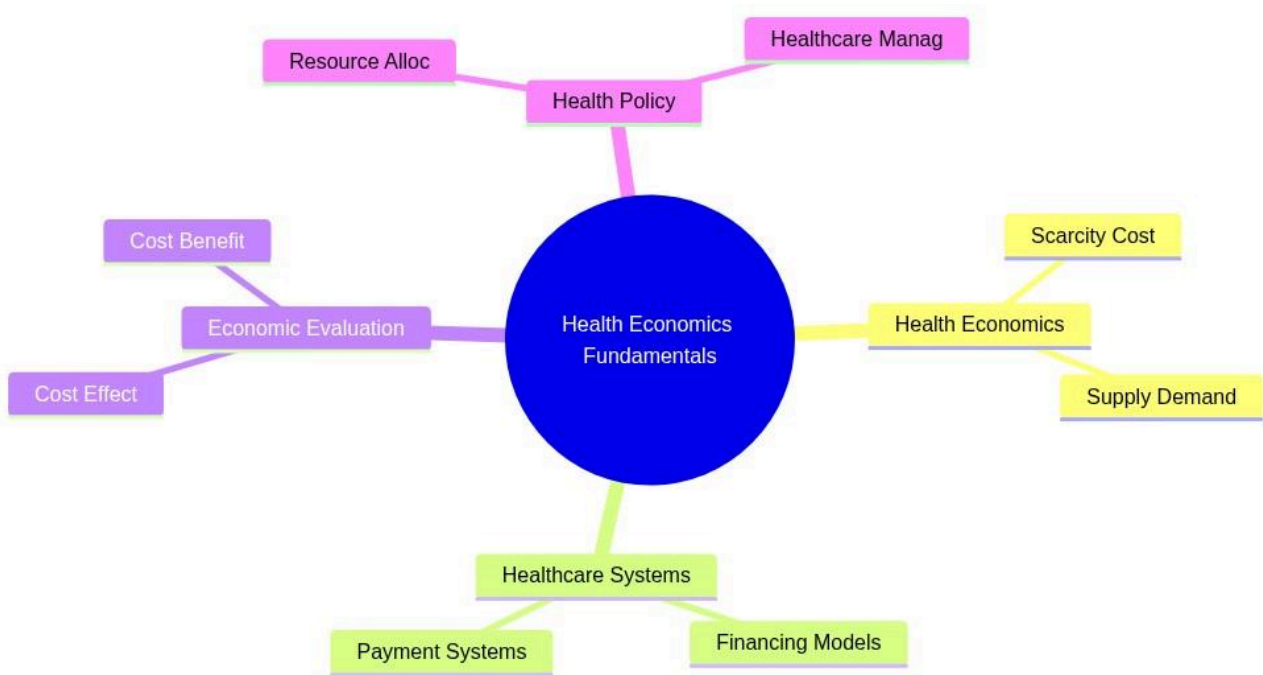 Healthcare Manag
Resource Alloc
Health Policy
Cost Benefit
Scarcity Cost
Economic Evaluation
Health Economics
Fundamentals
Health Economics
Cost Effect
Supply Demand
Healthcare Systems
Payment Systems
Financing Models